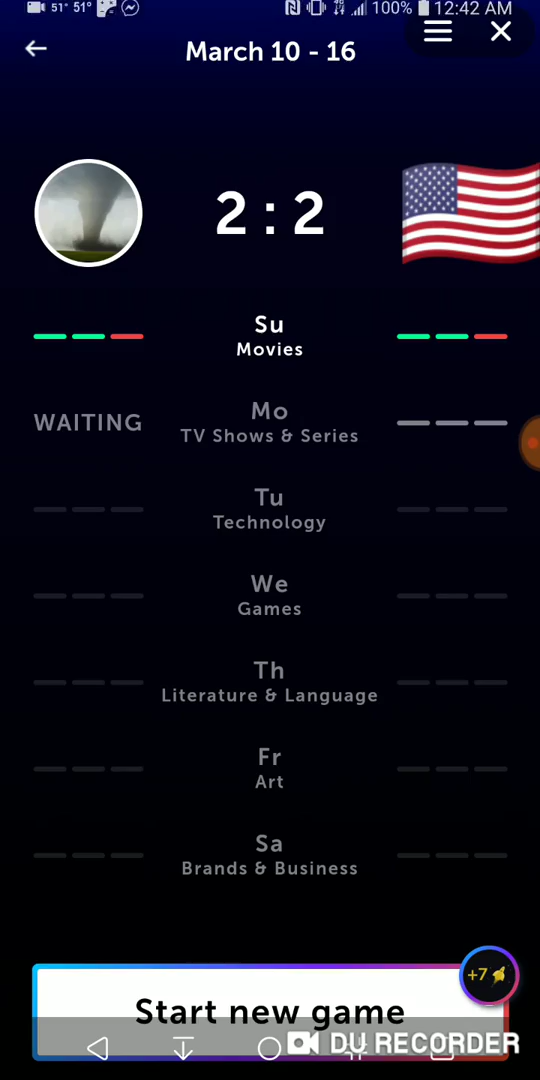 51° 51° 100% 12:42 AM
March 10 - 16
2 : 2
Su
Movies
WAITING
Mo
TV Shows & Series
Tu
Technology
We
Games
Th
Literature & Language
Fr
Art
Sa
Brands & Business
+7
Start new game
DU RECORDER